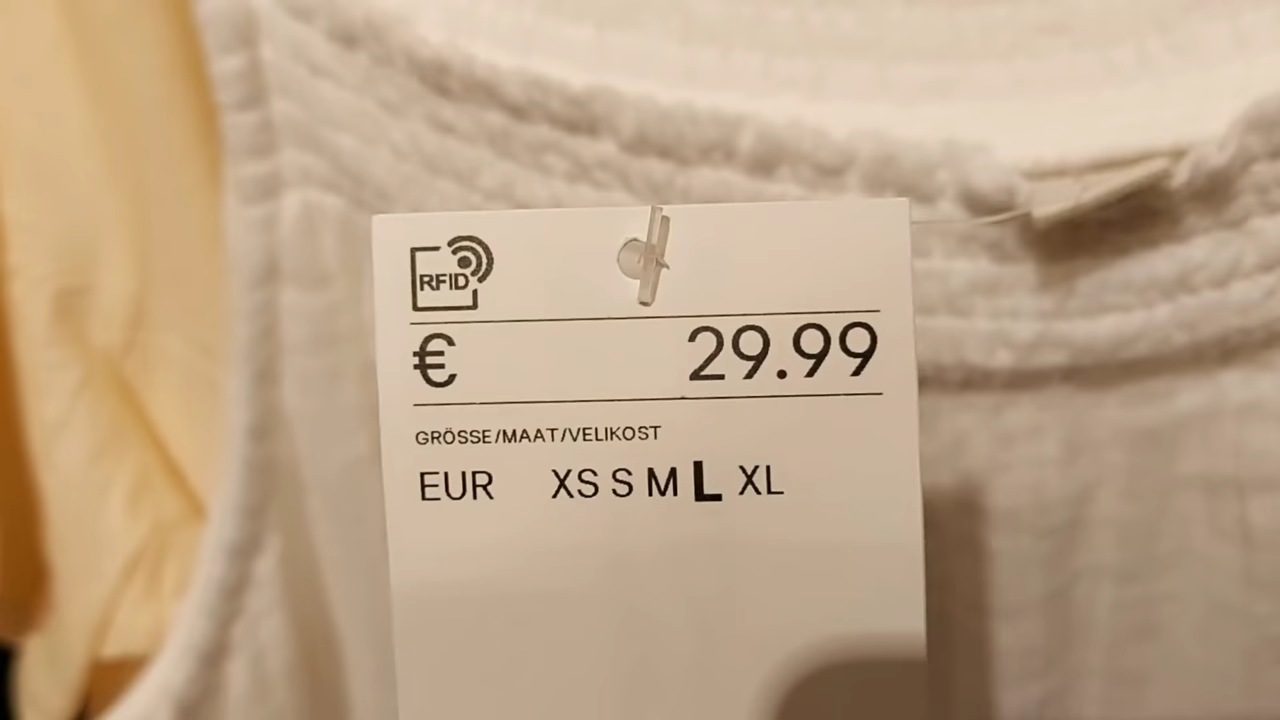 RFID
€ 29.99
GRÖSSE/MAAT/VELIKOST
EUR XS S M L XL